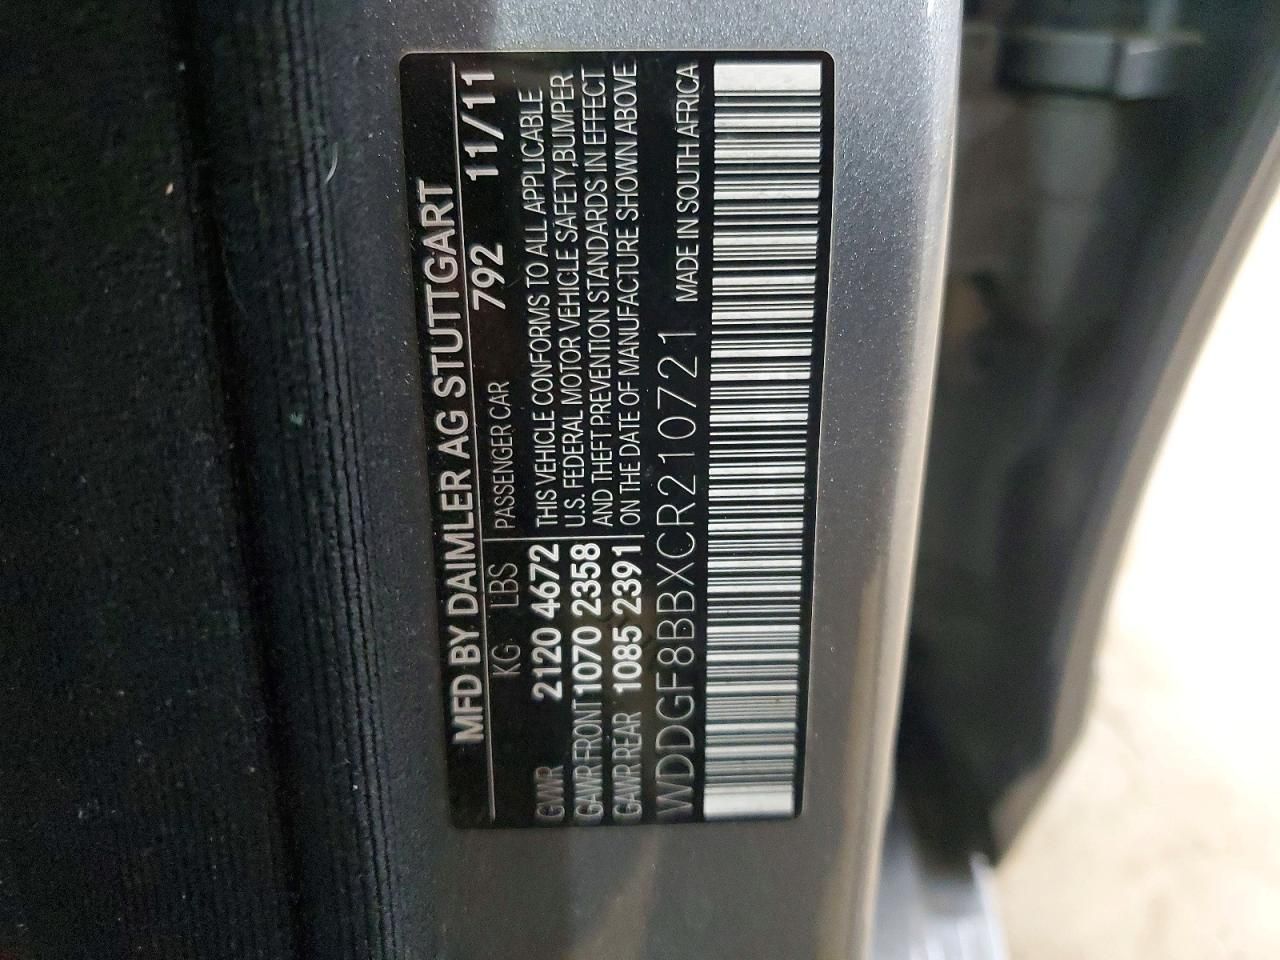 MFD BY DAIMLER AG STUTTGART
KG LBS PASSENGER CAR 792 11/11
GVWR 2120 4672 THIS VEHICLE CONFORMS TO ALL APPLICABLE
GAWR FRONT 1070 2358 U.S. FEDERAL MOTOR VEHICLE SAFETY,BUMPER
GAWR REAR 1085 2391 AND THEFT PREVENTION STANDARDS IN EFFECT
ON THE DATE OF MANUFACTURE SHOWN ABOVE
WDDGF8BBXCR210721 MADE IN SOUTH AFRICA